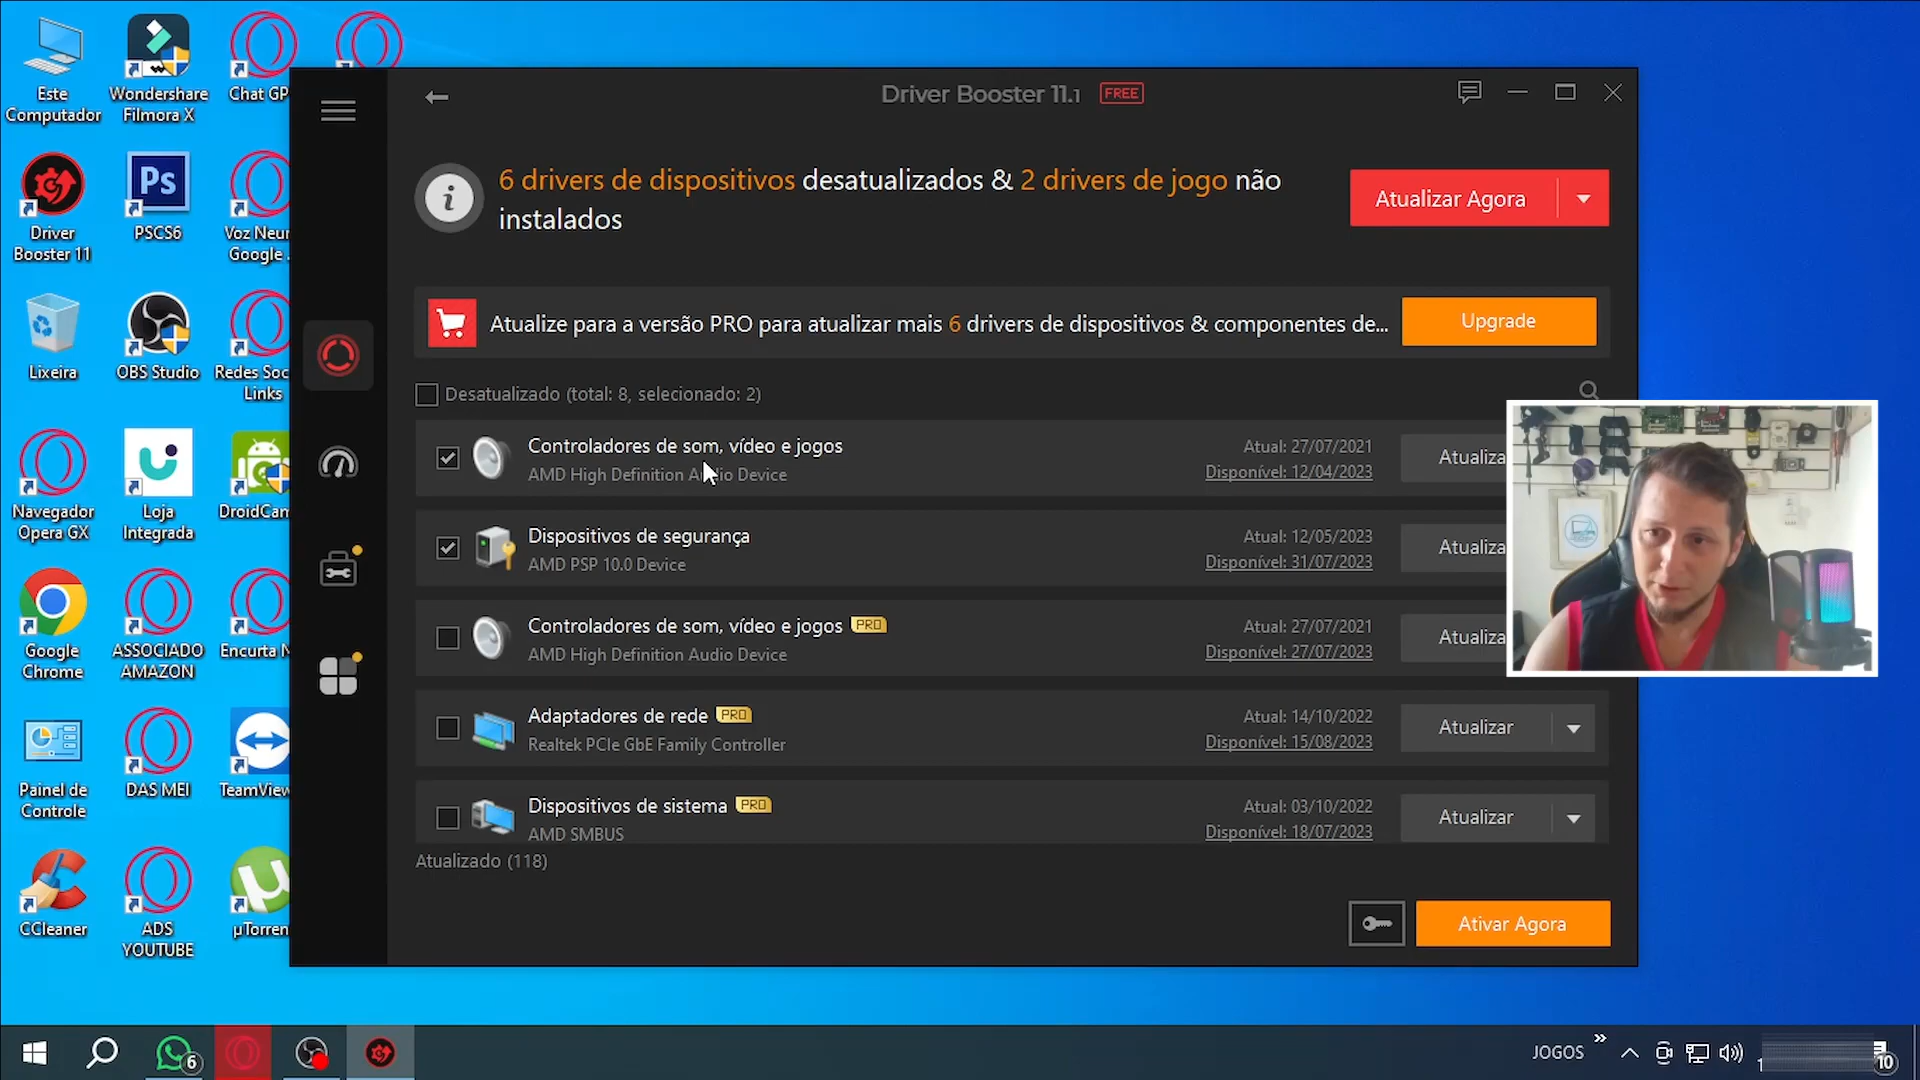 Este
Computador
Wondershare
Filmora X
Chat GP
Driver
Booster 11
Ps
PSCS6
Voz Neur
Google .
Lixeira
OBS Studio
Redes Soc
Links
Navegador
Opera GX
Loja
Integrada
DroidCam
Google
Chrome
ASSOCIADO
AMAZON
Encurta M
Painel de
Controle
DAS MEI
TeamView
CCleaner
ADS
YOUTUBE
µTorren
Driver Booster 11.1 FREE
6 drivers de dispositivos desatualizados & 2 drivers de jogo não
instalados
Atualizar Agora
Atualize para a versão PRO para atualizar mais 6 drivers de dispositivos & componentes de...
Upgrade
Desatualizado (total: 8, selecionado: 2)
Controladores de som, vídeo e jogos
AMD High Definition Audio Device
Atual: 27/07/2021
Disponível: 12/04/2023
Atualiza
Dispositivos de segurança
AMD PSP 10.0 Device
Atual: 12/05/2023
Disponível: 31/07/2023
Atualiza
Controladores de som, vídeo e jogos PRO
AMD High Definition Audio Device
Atual: 27/07/2021
Disponível: 27/07/2023
Atualiza
Adaptadores de rede PRO
Realtek PCIe GbE Family Controller
Atual: 14/10/2022
Disponível: 15/08/2023
Atualizar
Dispositivos de sistema PRO
AMD SMBUS
Atual: 03/10/2022
Disponível: 18/07/2023
Atualizar
Atualizado (118)
Ativar Agora
6
JOGOS
10